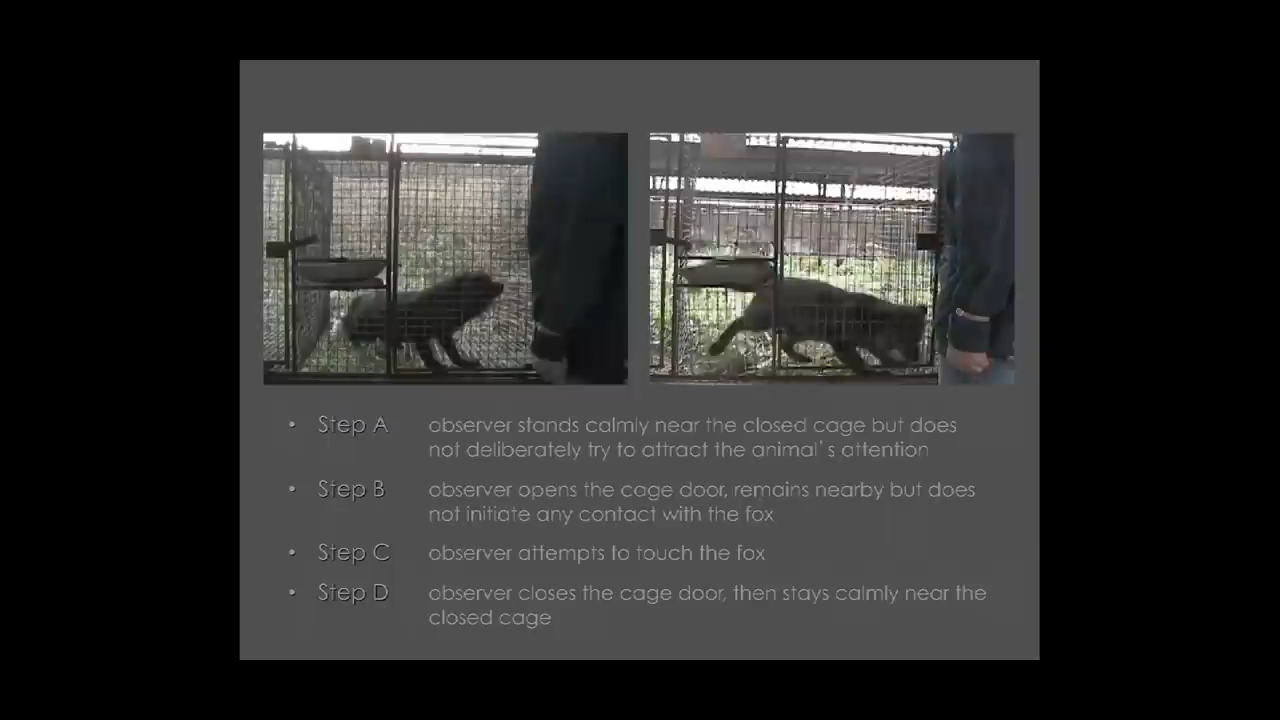 • Step A observer stands calmly near the closed cage but does
not deliberately try to attract the animal's attention
• Step B observer opens the cage door, remains nearby but does
not initiate any contact with the fox
• Step C observer attempts to touch the fox
• Step D observer closes the cage door, then stays calmly near the
closed cage